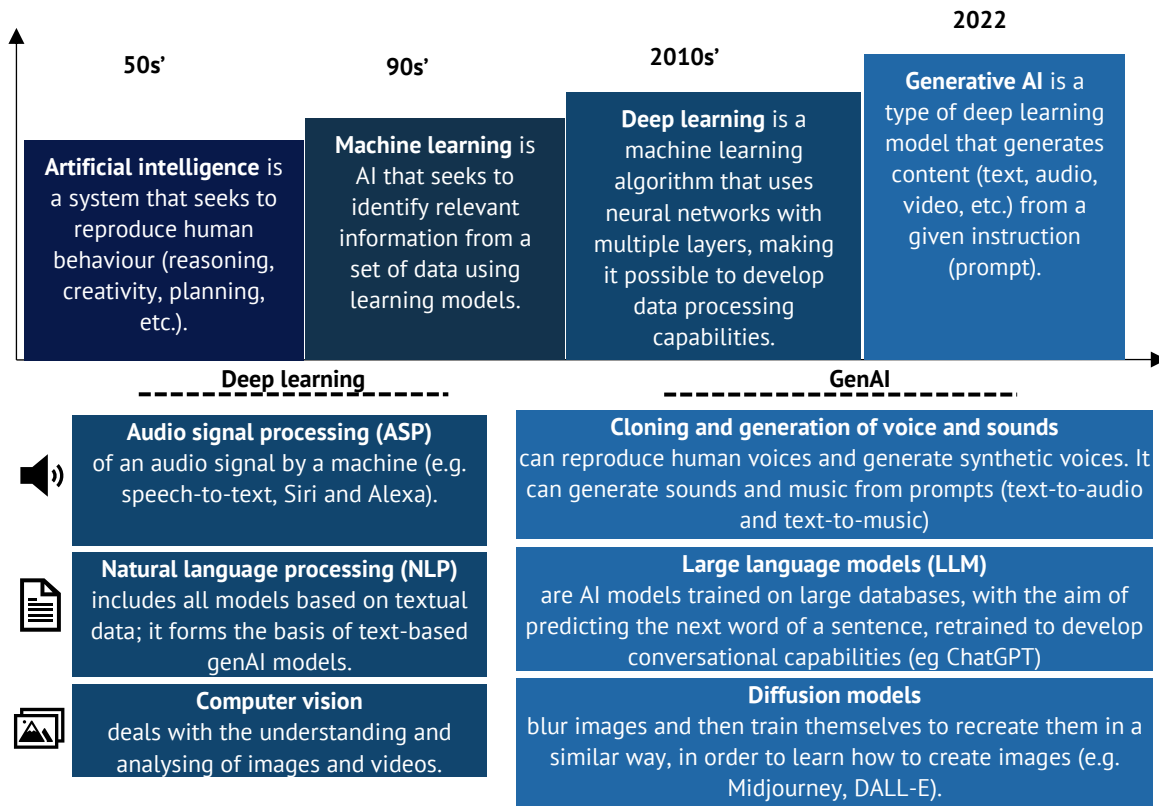 50s'
Artificial intelligence is
a system that seeks to
reproduce human
behaviour (reasoning,
creativity, planning,
etc.).
90s'
Machine learning is
AI that seeks to
identify relevant
information from a
set of data using
learning models.
2010s'
Deep learning is a
machine learning
algorithm that uses
neural networks with
multiple layers, making
it possible to develop
data processing
capabilities.
2022
Generative AI is a
type of deep learning
model that generates
content (text, audio,
video, etc.) from a
given instruction
(prompt).
Deep learning
Audio signal processing (ASP)
of an audio signal by a machine (e.g.
speech-to-text, Siri and Alexa).
Natural language processing (NLP)
includes all models based on textual
data; it forms the basis of text-based
genAI models.
Computer vision
deals with the understanding and
analysing of images and videos.
GenAI
Cloning and generation of voice and sounds
can reproduce human voices and generate synthetic voices. It
can generate sounds and music from prompts (text-to-audio
and text-to-music)
Large language models (LLM)
are AI models trained on large databases, with the aim of
predicting the next word of a sentence, retrained to develop
conversational capabilities (eg ChatGPT)
Diffusion models
blur images and then train themselves to recreate them in a
similar way, in order to learn how to create images (e.g.
Midjourney, DALL-E).